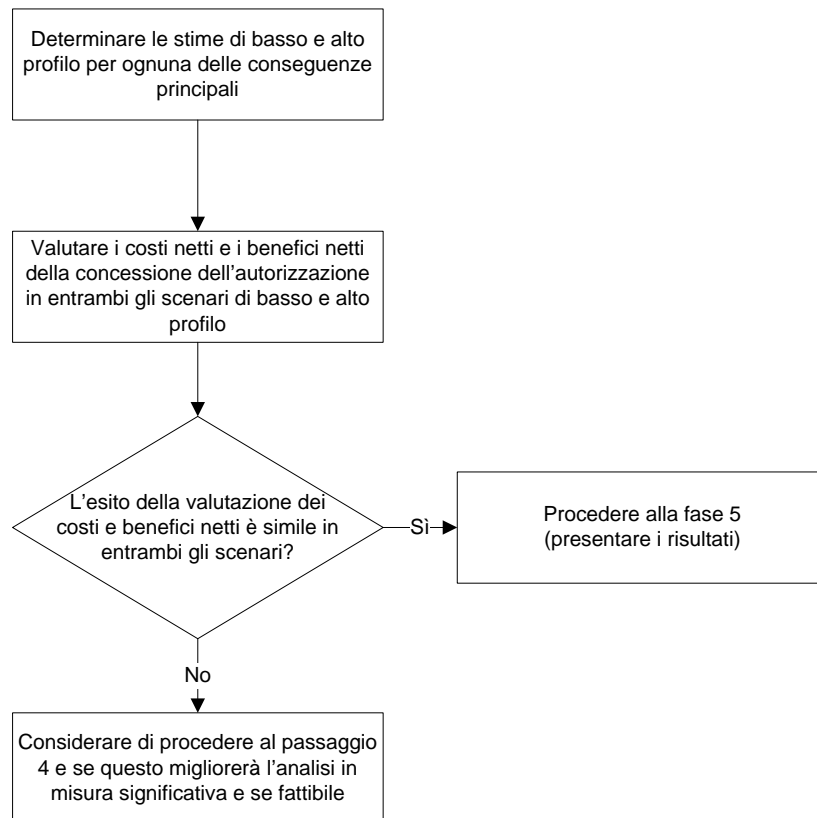 Determinare le stime di basso e alto
profilo per ognuna delle conseguenze
principali
Valutare i costi netti e i benefici netti
della concessione dell'autorizzazione
in entrambi gli scenari di basso e alto
profilo
L'esito della valutazione dei
costi e benefici netti è simile in
entrambi gli scenari?
Sì
Procedere alla fase 5
(presentare i risultati)
No
Considerare di procedere al passaggio
4 e se questo migliorerà l'analisi in
misura significativa e se fattibile